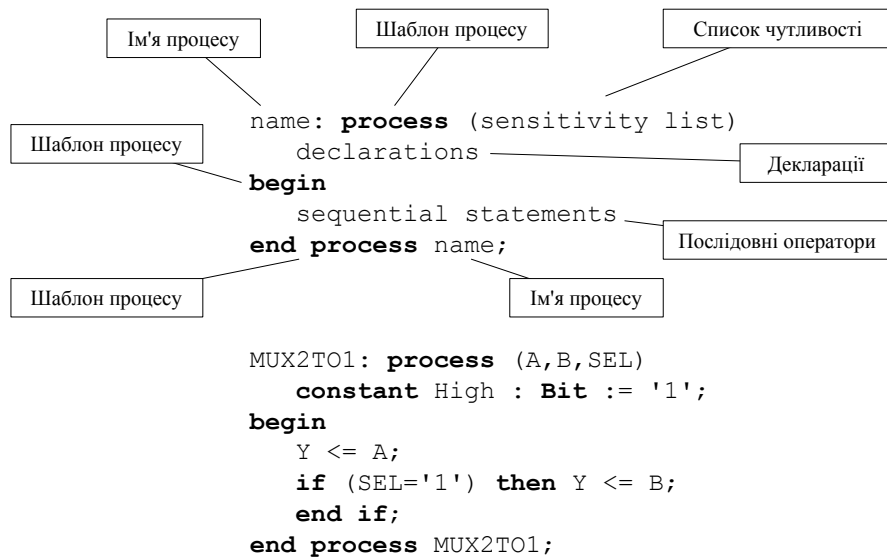 Ім'я процесу
Шаблон процесу
Список чутливості
name: process (sensitivity list)
Шаблон процесу
declarations
Декларації
begin
sequential statements
Послідовні оператори
end process name;
Шаблон процесу
Ім'я процесу
MUX2TO1: process (A,B,SEL)
constant High : Bit := '1';
begin
Y <= A;
if (SEL='1') then Y <= B;
end if;
end process MUX2TO1;